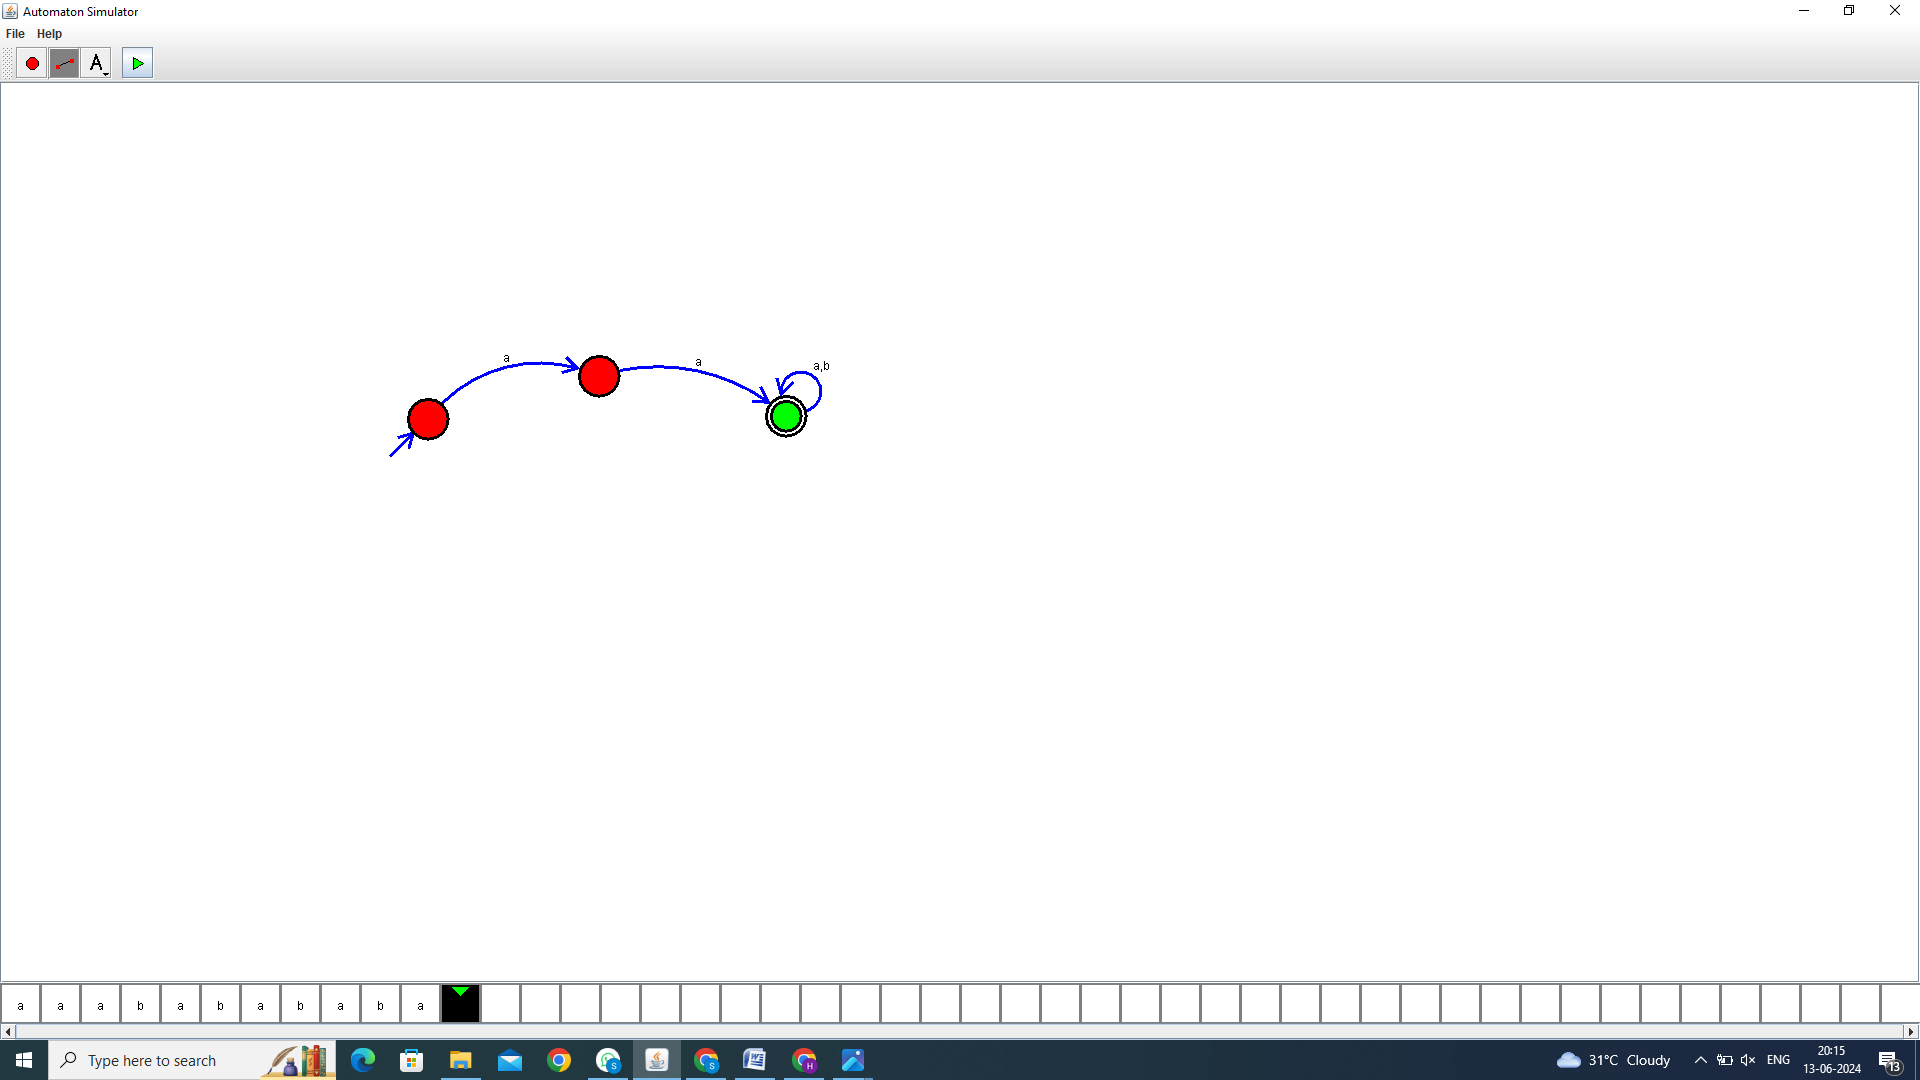 Automaton Simulator
File Help
A
a
a
a,b
a a a b a b a b a b a
Type here to search
S
S
W
H
31°C Cloudy
ENG
20:15
13-06-2024
13